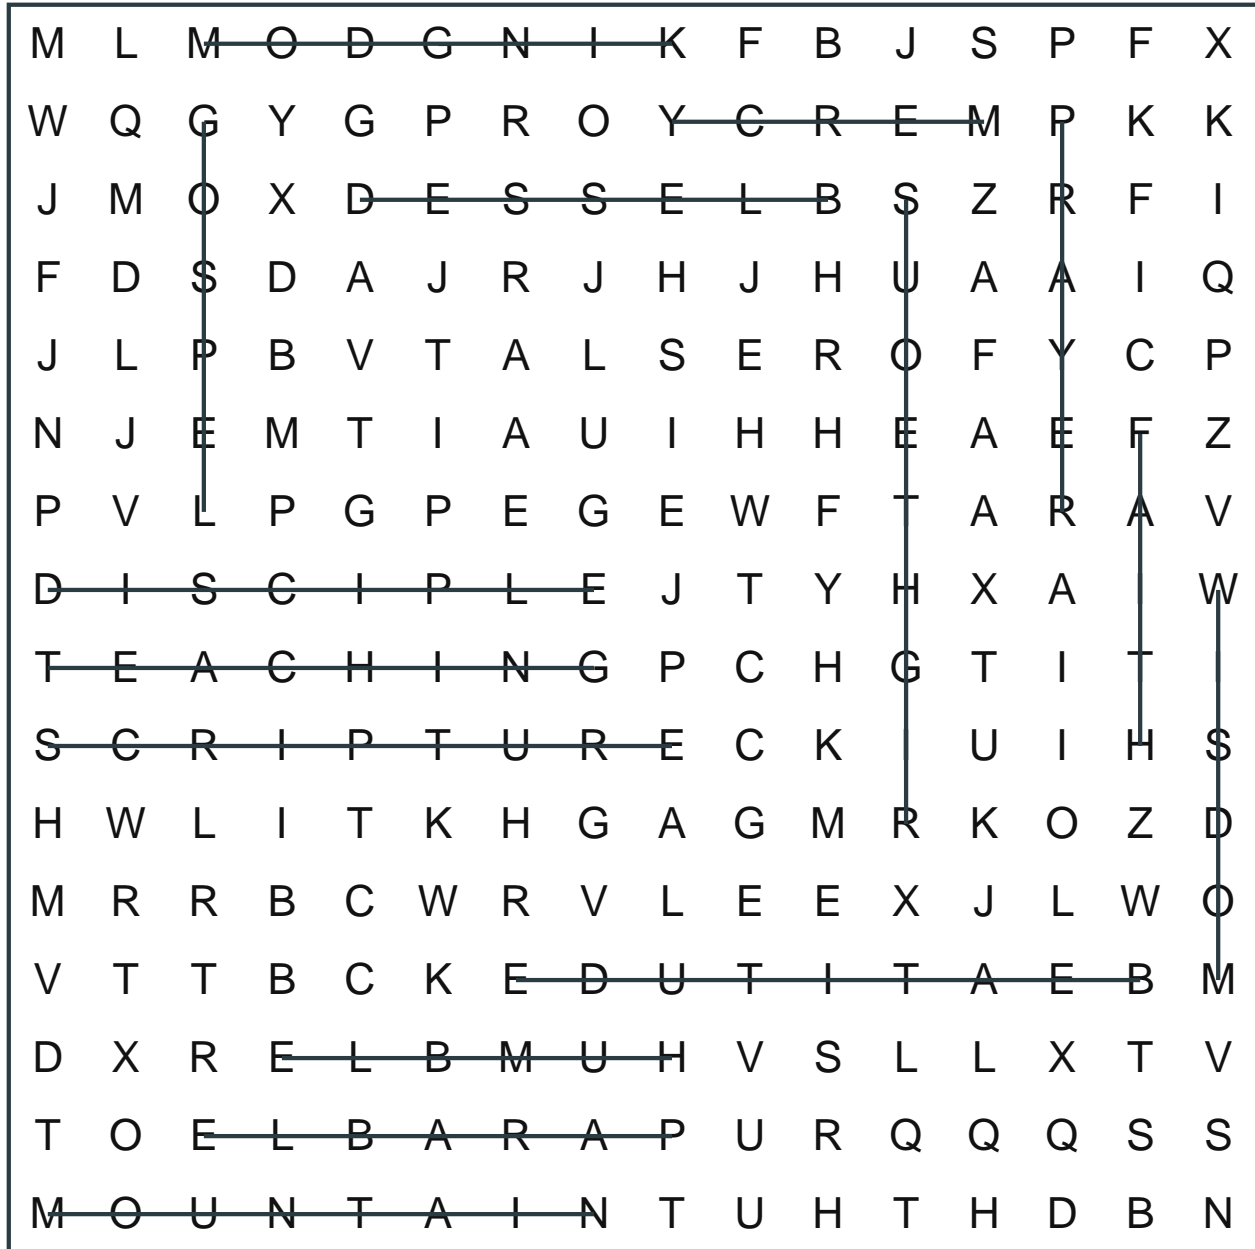 M L M O D G N I K F B J S P F X
W Q G Y G P R O Y C R E M P K K
J M O X D E S S E L B S Z R F I
F D S D A J R J H J H U A A I Q
J L P B V T A L S E R O F Y C P
N J E M T I A U I H H E A E F Z
P V L P G P E G E W F T A R A V
D I S C I P L E J T Y H X A I W
T E A C H I N G P C H G T I T I
S C R I P T U R E C K I U I H S
H W L I T K H G A G M R K O Z D
M R R B C W R V L E E X J L W O
V T T B C K E D U T I T A E B M
D X R E L B M U H V S L L X T V
T O E L B A R A P U R Q Q Q S S
M O U N T A I N T U H T H D B N